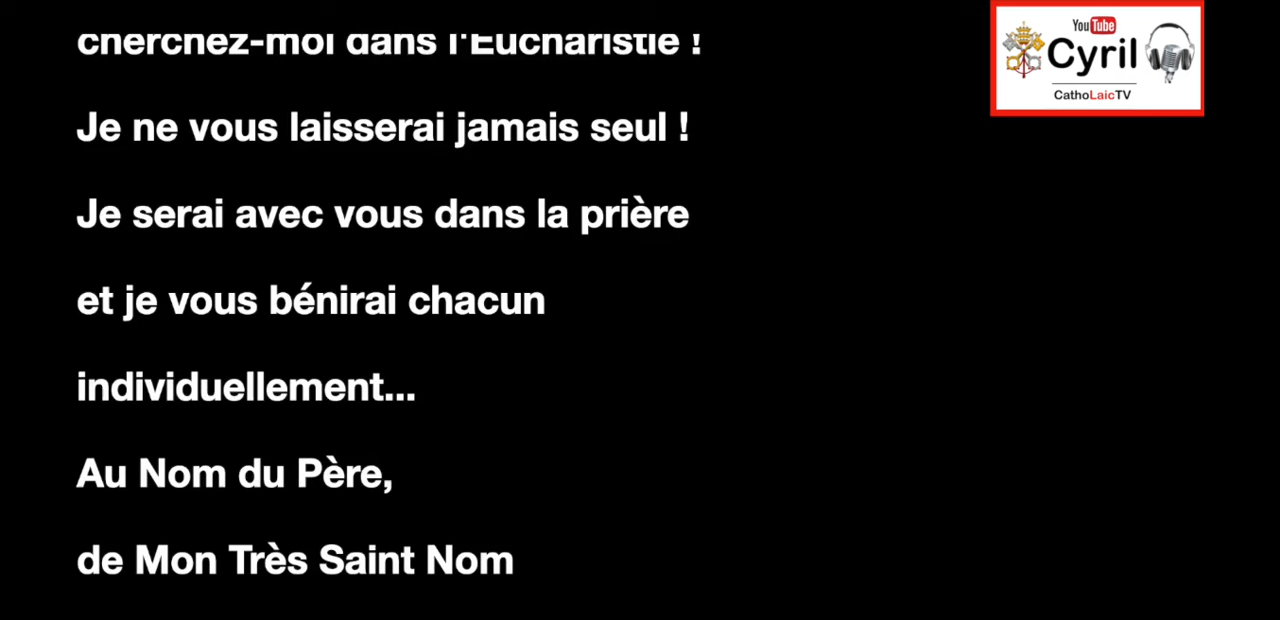 cherchez-moi dans l'Eucharistie !
Je ne vous laisserai jamais seul !
Je serai avec vous dans la prière
et je vous bénirai chacun
individuellement...
Au Nom du Père,
de Mon Très Saint Nom
YouTube
Cyril
CathoLaicTV